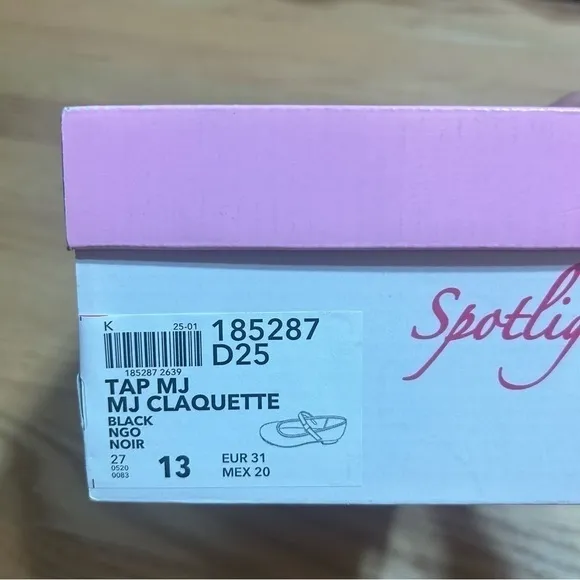 Spotlig
K 25-01 185287
D25
185287 2639
TAP MJ
MJ CLAQUETTE
BLACK
NGO
NOIR
27
0520
0083
13
EUR 31
MEX 20